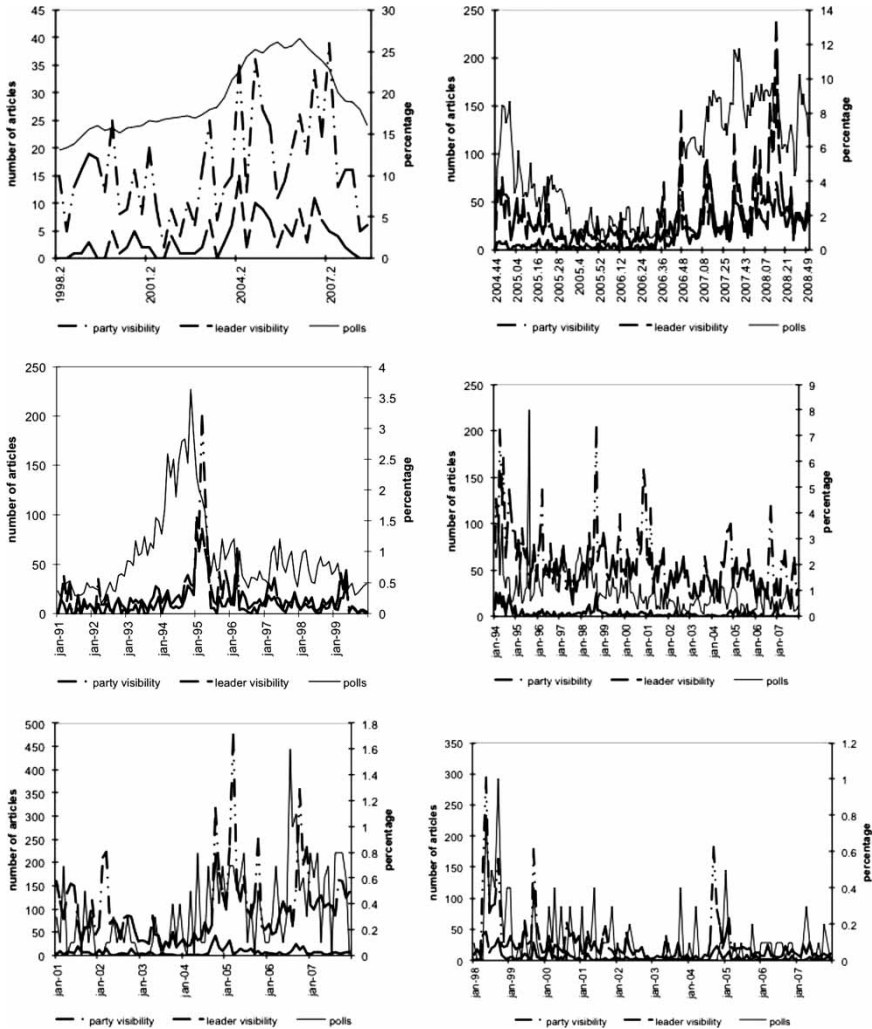 45
40
35
30
25
20
15
10
5
0
number of articles
30
25
20
15
10
5
0
percentage
1998.2
2001.2
2004.2
2007.2
party visibility leader visibility polls
250
200
150
100
50
0
number of articles
14
12
10
8
6
4
2
0
percentage
2004.44
2005.04
2005.16
2005.28
2005.4
2005.52
2006.12
2006.24
2006.36
2006.48
2007.08
2007.25
2007.43
2008.07
2008.21
2008.49
party visibility leader visibility polls
250
200
150
100
50
0
number of articles
4
3.5
3
2.5
2
1.5
1
0.5
0
percentage
jan-91
jan-92
jan-93
jan-94
jan-95
jan-96
jan-97
jan-98
jan-99
party visibility leader visibility polls
250
200
150
100
50
0
number of articles
9
8
7
6
5
4
3
2
1
0
percentage
jan-94
jan-95
jan-96
jan-97
jan-98
jan-99
jan-00
jan-01
jan-02
jan-03
jan-04
jan-05
jan-06
jan-07
party visibility leader visibility polls
500
450
400
350
300
250
200
150
100
50
0
number of articles
1.8
1.6
1.4
1.2
1
0.8
0.6
0.4
0.2
0
percentage
jan-01
jan-02
jan-03
jan-04
jan-05
jan-06
jan-07
party visibility leader visibility polls
350
300
250
200
150
100
50
0
number of articles
1.2
1
0.8
0.6
0.4
0.2
0
percentage
jan-98
jan-99
jan-00
jan-01
jan-02
jan-03
jan-04
jan-05
jan-06
jan-07
party visibility leader visibility polls